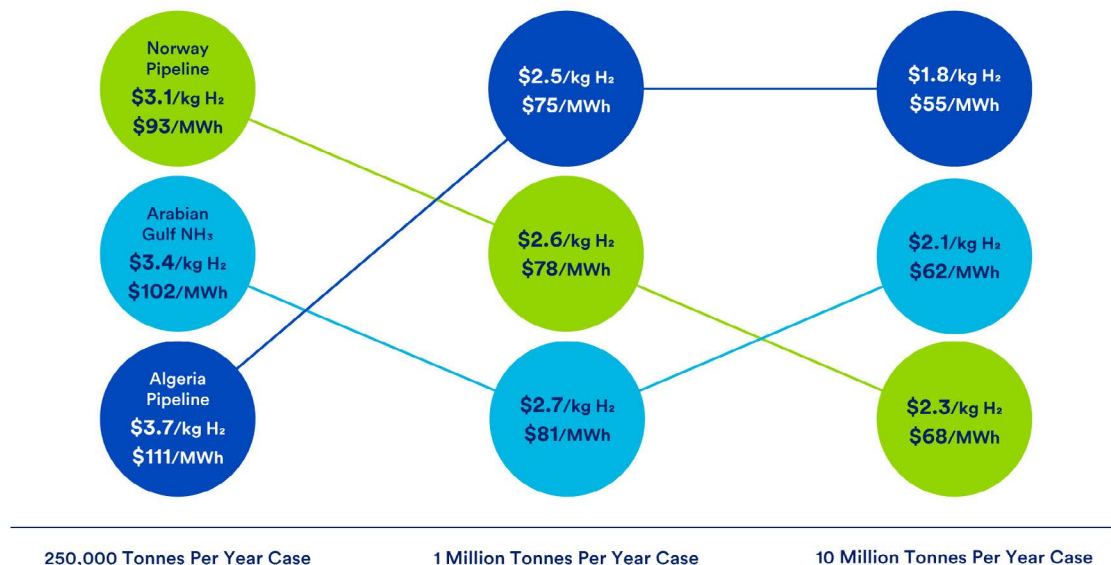 Norway
Pipeline
$3.1/kg H₂
$93/MWh
$2.5/kg H₂
$75/MWh
$1.8/kg H₂
$55/MWh
Arabian
Gulf NH₃
$3.4/kg H₂
$102/MWh
$2.6/kg H₂
$78/MWh
$2.1/kg H₂
$62/MWh
Algeria
Pipeline
$3.7/kg H₂
$111/MWh
$2.7/kg H₂
$81/MWh
$2.3/kg H₂
$68/MWh
250,000 Tonnes Per Year Case
1 Million Tonnes Per Year Case
10 Million Tonnes Per Year Case